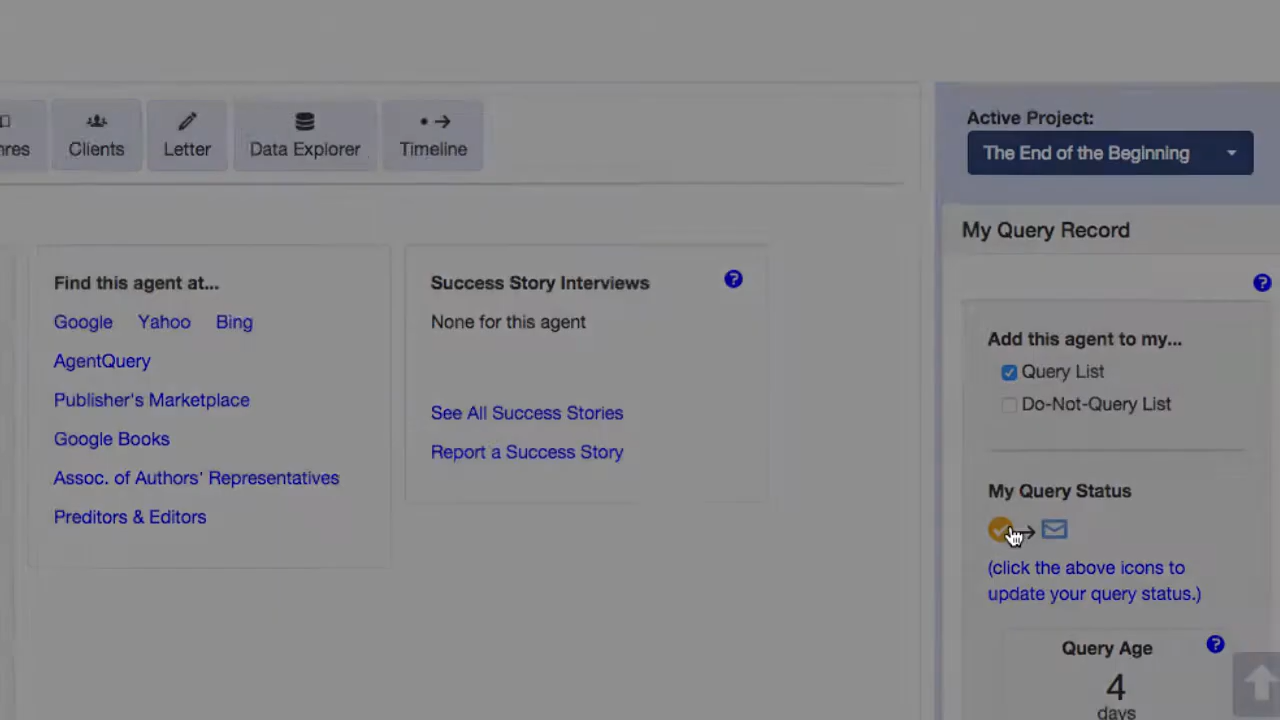 Clients
Letter
Data Explorer
Timeline
Active Project:
The End of the Beginning
My Query Record
Find this agent at...
Google Yahoo Bing
AgentQuery
Publisher's Marketplace
Google Books
Assoc. of Authors' Representatives
Preditors & Editors
Success Story Interviews
None for this agent
See All Success Stories
Report a Success Story
Add this agent to my...
Query List
Do-Not-Query List
My Query Status
(click the above icons to
update your query status.)
Query Age
4
days